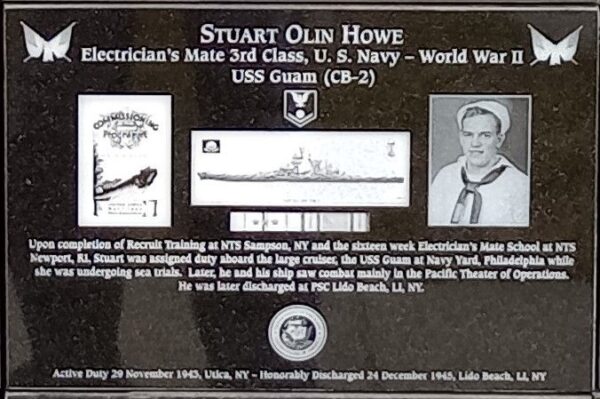 STUART OLIN HOWE
Electrician's Mate 3rd Class, U. S. Navy – World War II
USS Guam (CB-2)
COMMISSIONING
Programme
Upon completion of Recruit Training at NTS Sampson, NY and the sixteen week Electrician's Mate School at NTS
Newport, RI, Stuart was assigned duty aboard the large cruiser, the USS Guam at Navy Yard, Philadelphia while
she was undergoing sea trials. Later, he and his ship saw combat mainly in the Pacific Theater of Operations.
He was later discharged at PSC Lido Beach, LI, NY.
Active Duty 29 November 1943, Utica, NY – Honorably Discharged 24 December 1945, Lido Beach, LI, NY